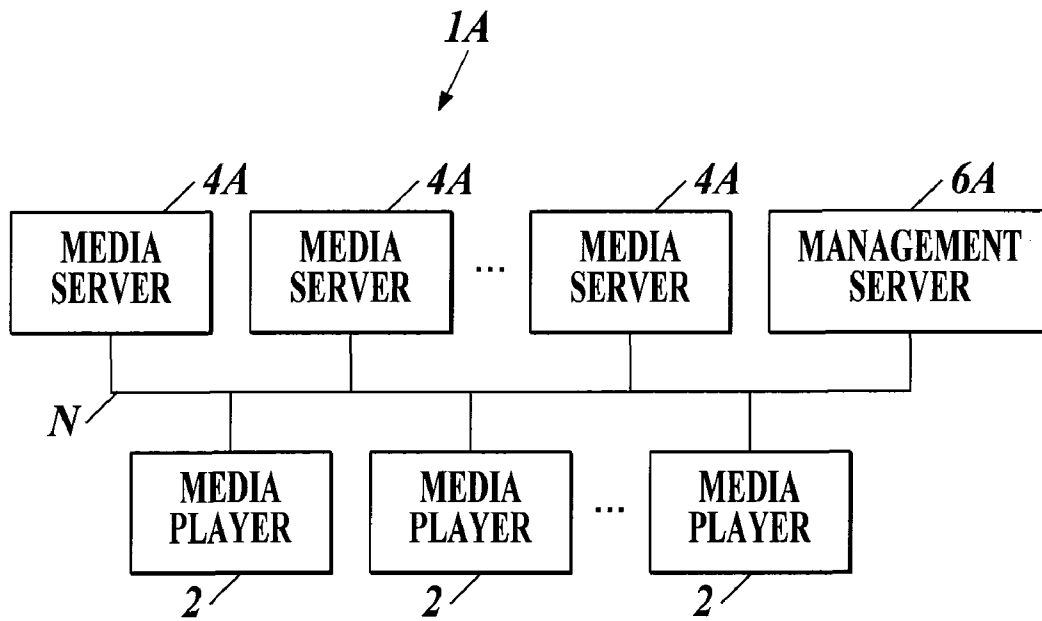 1A
4A 4A 4A 6A
MEDIA SERVER
MEDIA SERVER
...
MEDIA SERVER
MANAGEMENT SERVER
N
MEDIA PLAYER
MEDIA PLAYER
...
MEDIA PLAYER
2 2 2